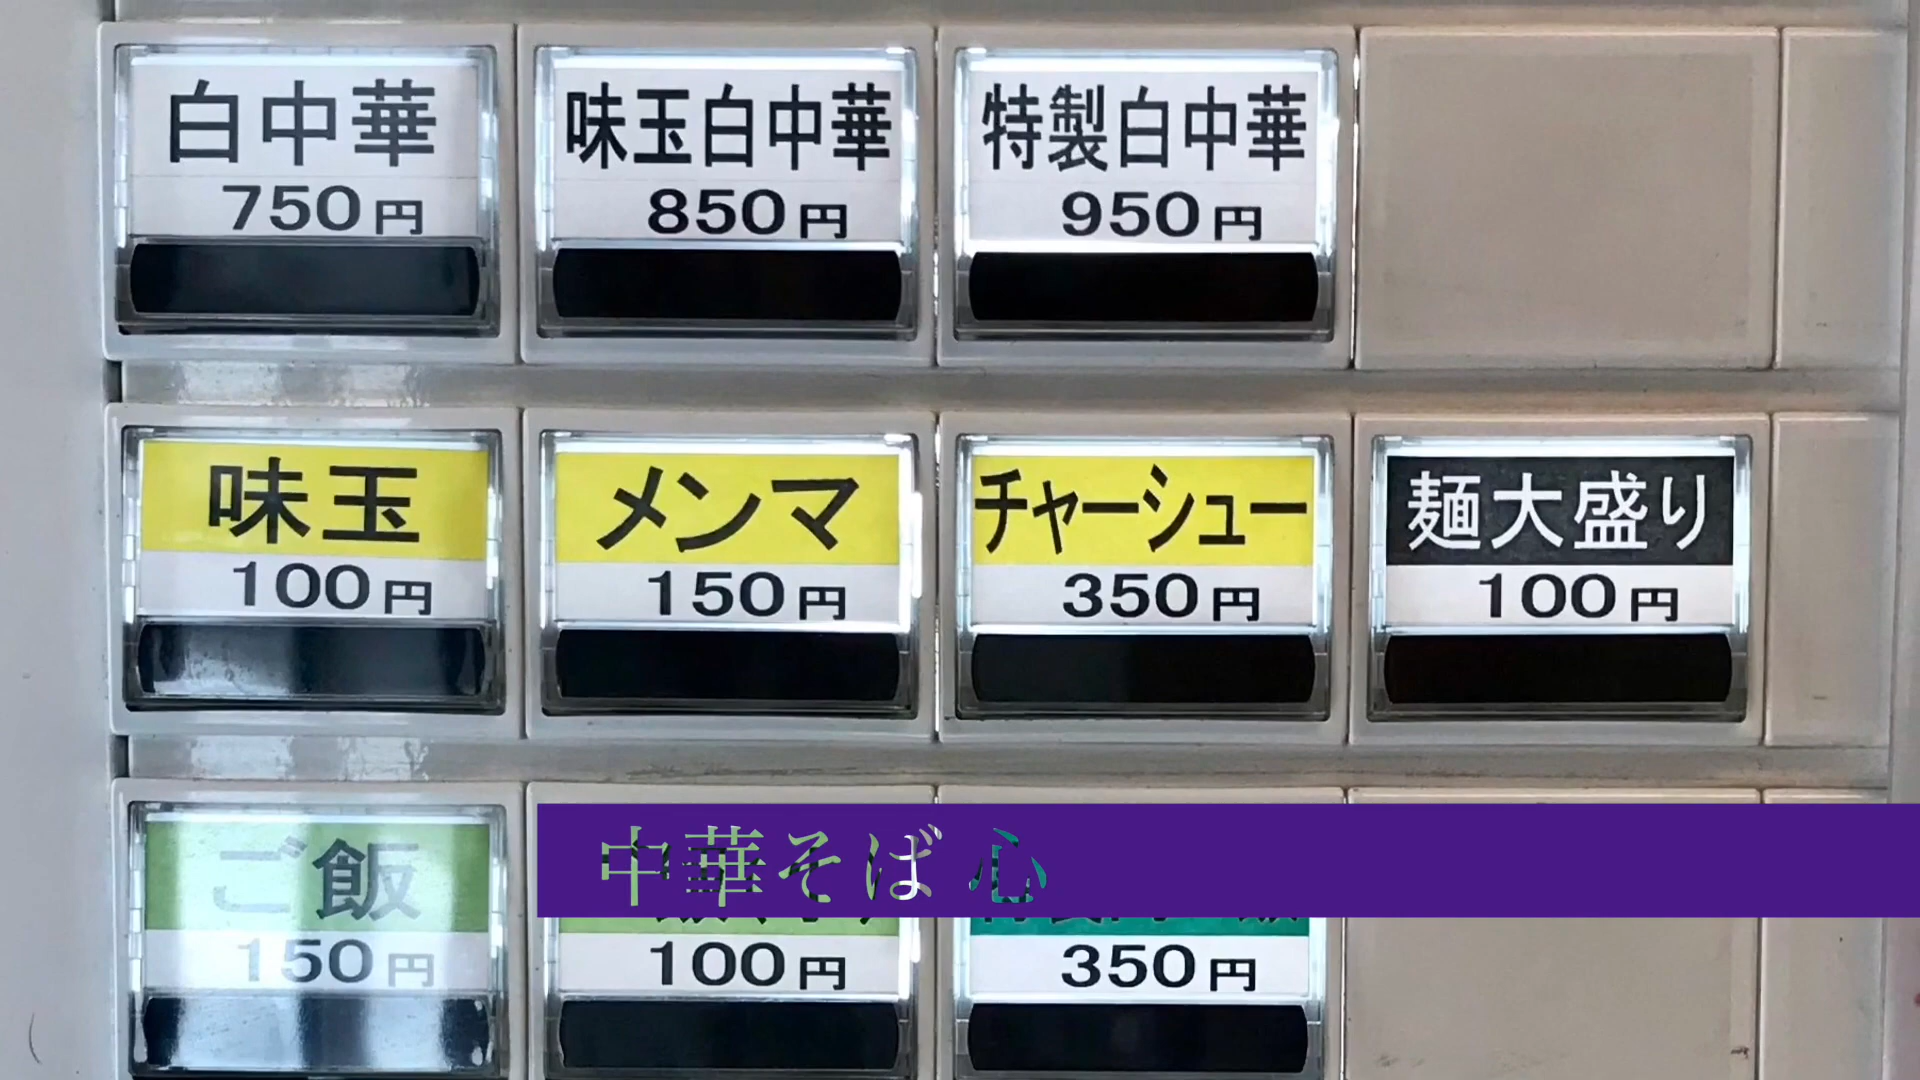 白中華
750円
味玉白中華
850円
特製白中華
950円
味玉
100円
メンマ
150円
チャーシュー
350円
麺大盛り
100円
ご飯
150円
中華そば 心
100円
350円